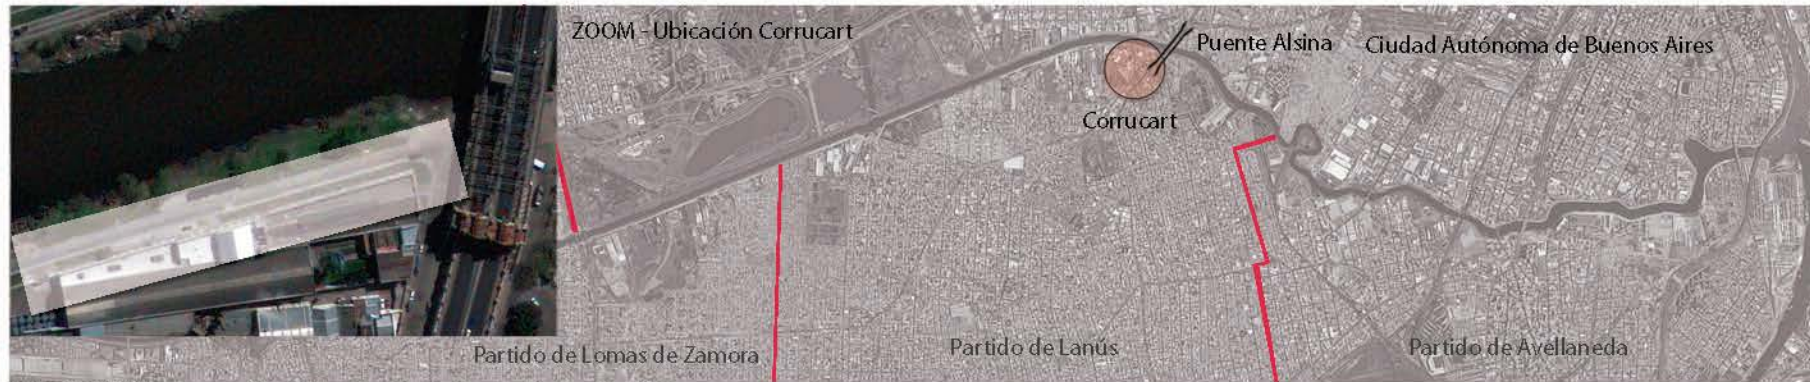 ZOOM - Ubicación Corrucart
Puente Alsina
Ciudad Autónoma de Buenos Aires
Corrucart
Partido de Lomas de Zamora
Partido de Lanús
Partido de Avellaneda